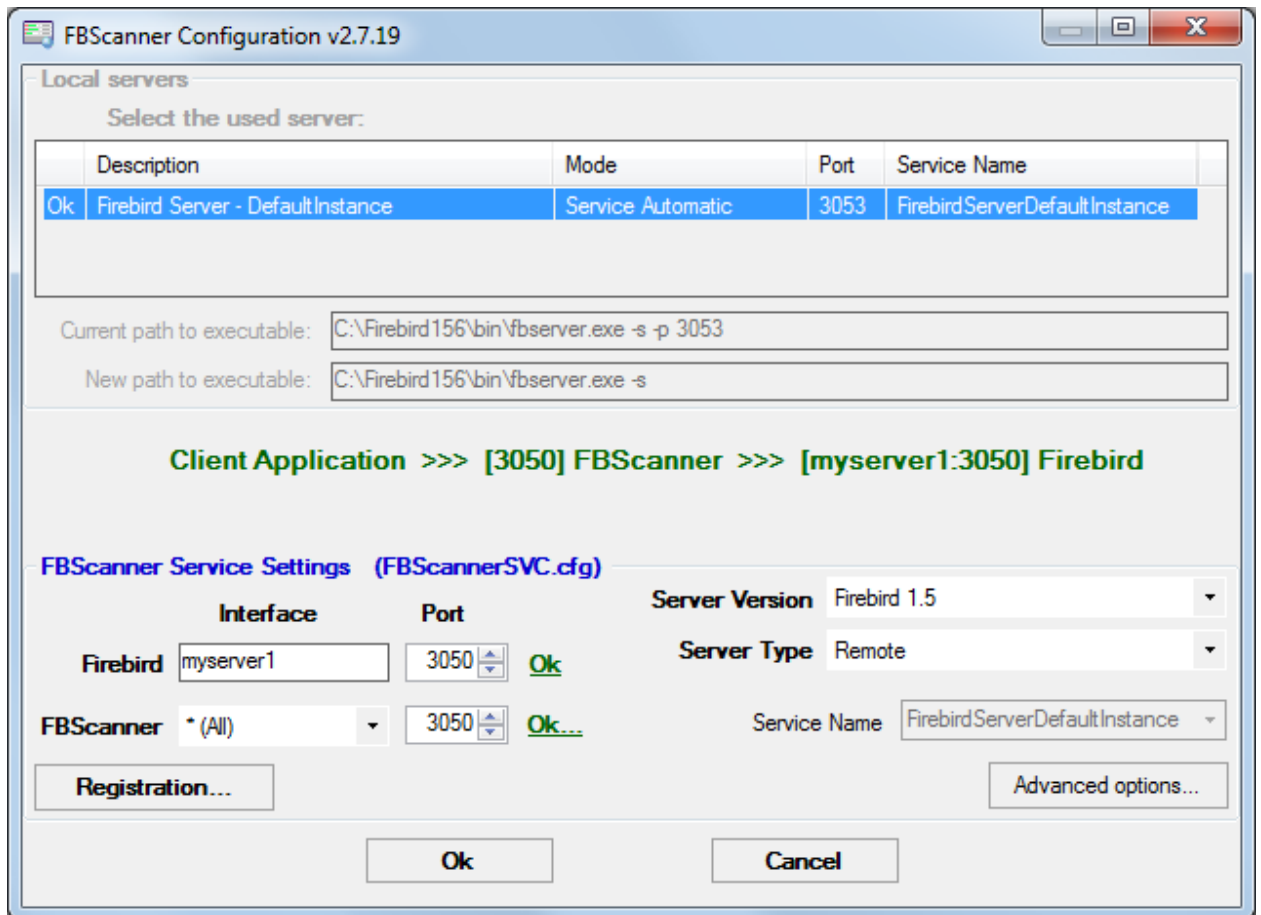 FBScanner Configuration v2.7.19
Local servers
Select the used server:
Description Mode Port Service Name
Ok Firebird Server - DefaultInstance Service Automatic 3053 FirebirdServerDefaultInstance
Current path to executable: C:\Firebird156\bin\fbserver.exe -s -p 3053
New path to executable: C:\Firebird156\bin\fbserver.exe -s
Client Application >>> [3050] FBScanner >>> [myserver1:3050] Firebird
FBScanner Service Settings (FBScannerSVC.cfg)
Interface Port Server Version Firebird 1.5
Firebird myserver1 3050 Ok Server Type Remote
FBScanner * (All) 3050 Ok... Service Name FirebirdServerDefaultInstance
Registration... Advanced options...
Ok Cancel